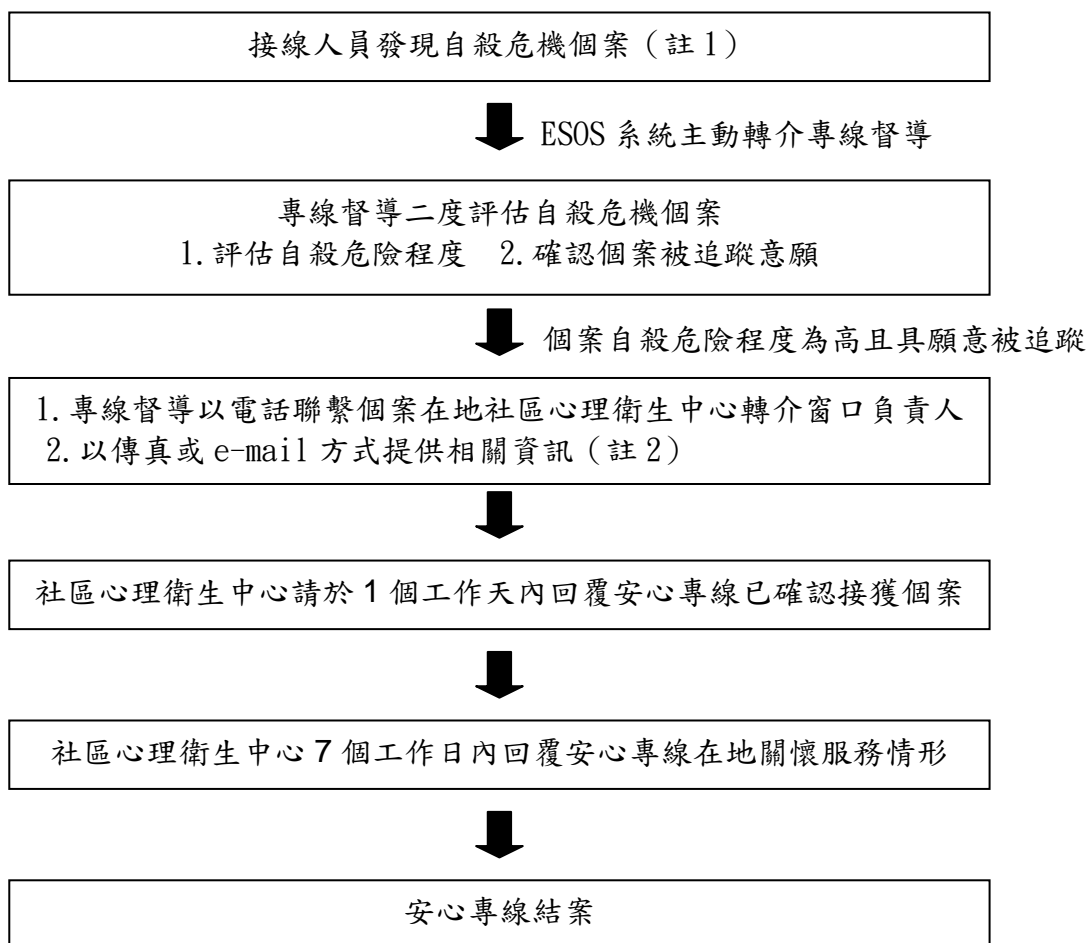 接線人員發現自殺危機個案（註1）
ESOS 系統主動轉介專線督導
專線督導二度評估自殺危機個案
1.評估自殺危險程度 2.確認個案被追蹤意願
個案自殺危險程度為高且具願意被追蹤
1.專線督導以電話聯繫個案在地社區心理衛生中心轉介窗口負責人
2.以傳真或 e-mail 方式提供相關資訊（註2）
社區心理衛生中心請於 1 個工作天內回覆安心專線已確認接獲個案
社區心理衛生中心 7 個工作日內回覆安心專線在地關懷服務情形
安心專線結案